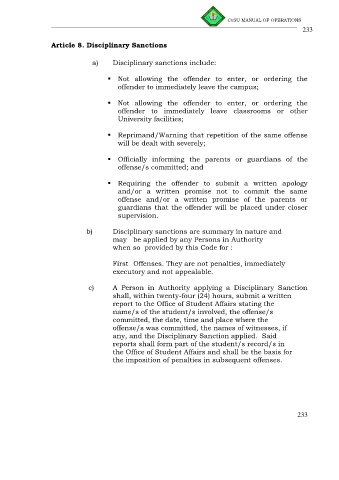 CvSU MANUAL OF OPERATIONS
233
Article 8. Disciplinary Sanctions
a) Disciplinary sanctions include:
▪ Not allowing the offender to enter, or ordering the
offender to immediately leave the campus;
▪ Not allowing the offender to enter, or ordering the
offender to immediately leave classrooms or other
University facilities;
▪ Reprimand/Warning that repetition of the same offense
will be dealt with severely;
▪ Officially informing the parents or guardians of the
offense/s committed; and
▪ Requiring the offender to submit a written apology
and/or a written promise not to commit the same
offense and/or a written promise of the parents or
guardians that the offender will be placed under closer
supervision.
b) Disciplinary sanctions are summary in nature and
may be applied by any Persons in Authority
when so provided by this Code for :
First Offenses. They are not penalties, immediately
executory and not appealable.
c) A Person in Authority applying a Disciplinary Sanction
shall, within twenty-four (24) hours, submit a written
report to the Office of Student Affairs stating the
name/s of the student/s involved, the offense/s
committed, the date, time and place where the
offense/s was committed, the names of witnesses, if
any, and the Disciplinary Sanction applied. Said
reports shall form part of the student/s record/s in
the Office of Student Affairs and shall be the basis for
the imposition of penalties in subsequent offenses.
233